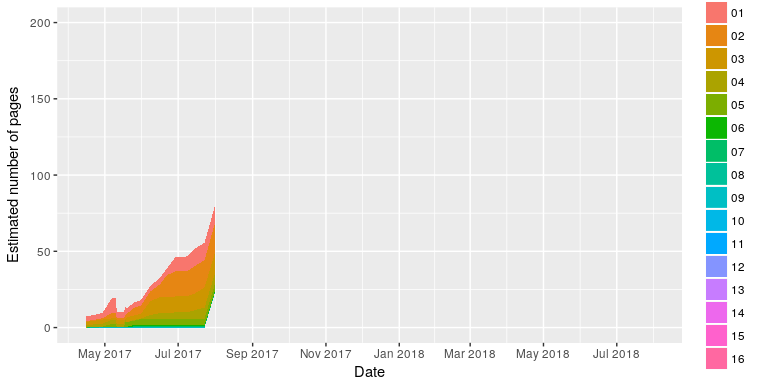 Estimated number of pages
200
150
100
50
0
May 2017
Jul 2017
Sep 2017
Nov 2017
Jan 2018
Mar 2018
May 2018
Jul 2018
Date
01
02
03
04
05
06
07
08
09
10
11
12
13
14
15
16